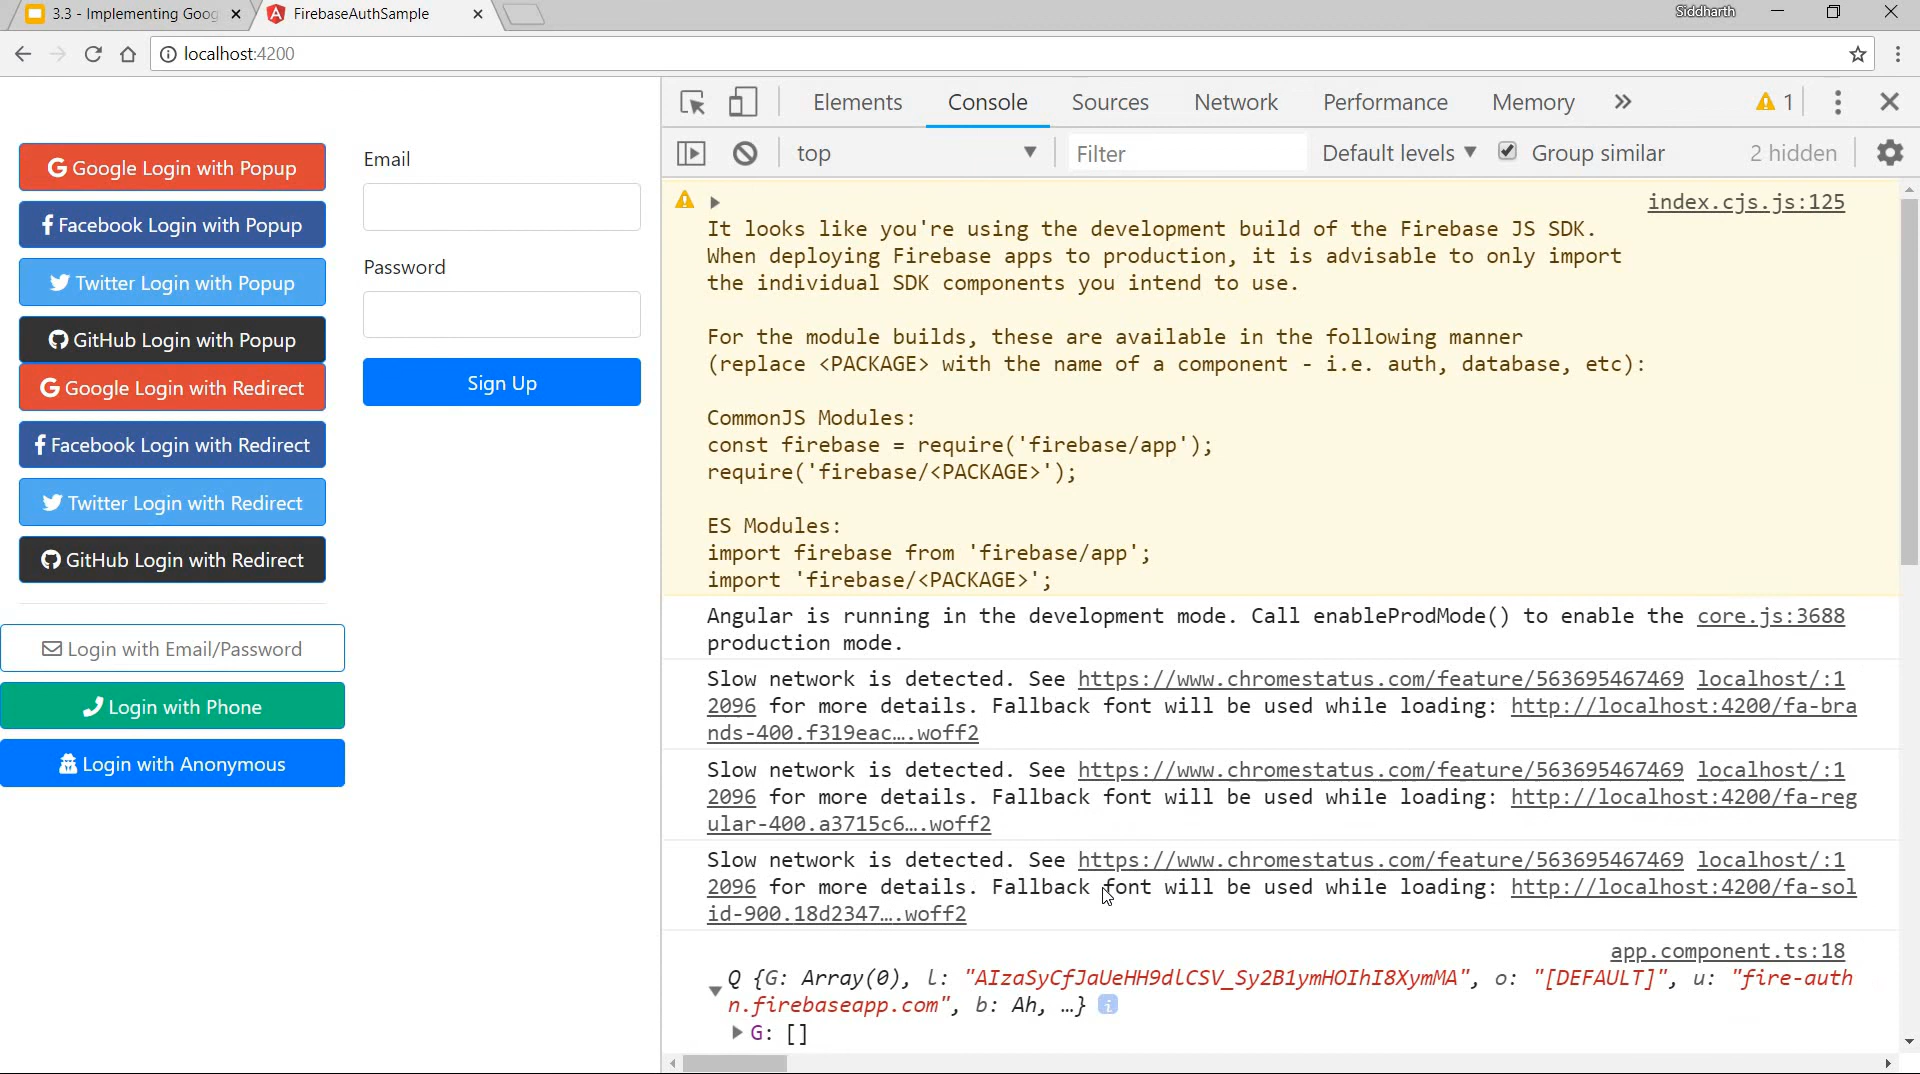 3.3 - Implementing Goog
FirebaseAuthSample
Siddharth
localhost:4200
Google Login with Popup
Facebook Login with Popup
Twitter Login with Popup
GitHub Login with Popup
Google Login with Redirect
Facebook Login with Redirect
Twitter Login with Redirect
GitHub Login with Redirect
Login with Email/Password
Login with Phone
Login with Anonymous
Email
Password
Sign Up
Elements Console Sources Network Performance Memory » 1
top Filter Default levels Group similar 2 hidden
index.cjs.js:125
It looks like you're using the development build of the Firebase JS SDK.
When deploying Firebase apps to production, it is advisable to only import
the individual SDK components you intend to use.
For the module builds, these are available in the following manner
(replace <PACKAGE> with the name of a component - i.e. auth, database, etc):
CommonJS Modules:
const firebase = require('firebase/app');
require('firebase/<PACKAGE>');
ES Modules:
import firebase from 'firebase/app';
import 'firebase/<PACKAGE>';
Angular is running in the development mode. Call enableProdMode() to enable the core.js:3688
production mode.
Slow network is detected. See https://www.chromestatus.com/feature/563695467469 localhost/:1
2096 for more details. Fallback font will be used while loading: http://localhost:4200/fa-bra
nds-400.f319eac….woff2
Slow network is detected. See https://www.chromestatus.com/feature/563695467469 localhost/:1
2096 for more details. Fallback font will be used while loading: http://localhost:4200/fa-reg
ular-400.a3715c6….woff2
Slow network is detected. See https://www.chromestatus.com/feature/563695467469 localhost/:1
2096 for more details. Fallback font will be used while loading: http://localhost:4200/fa-sol
id-900.18d2347….woff2
app.component.ts:18
Q {G: Array(0), l: "AIzaSyCfJaUeHH9dlCSV_Sy2B1ymHOIhI8XymMA", o: "[DEFAULT]", u: "fire-auth
n.firebaseapp.com", b: Ah, …}
G: []